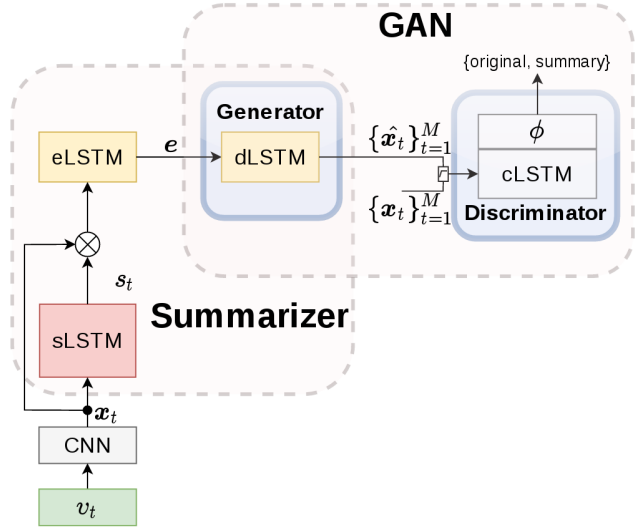 GAN
{original, summary}
Generator
ϕ
eLSTM
e
dLSTM
{x̂_t}_{t=1}^M
cLSTM
{x_t}_{t=1}^M
Discriminator
s_t
Summarizer
sLSTM
x_t
CNN
v_t